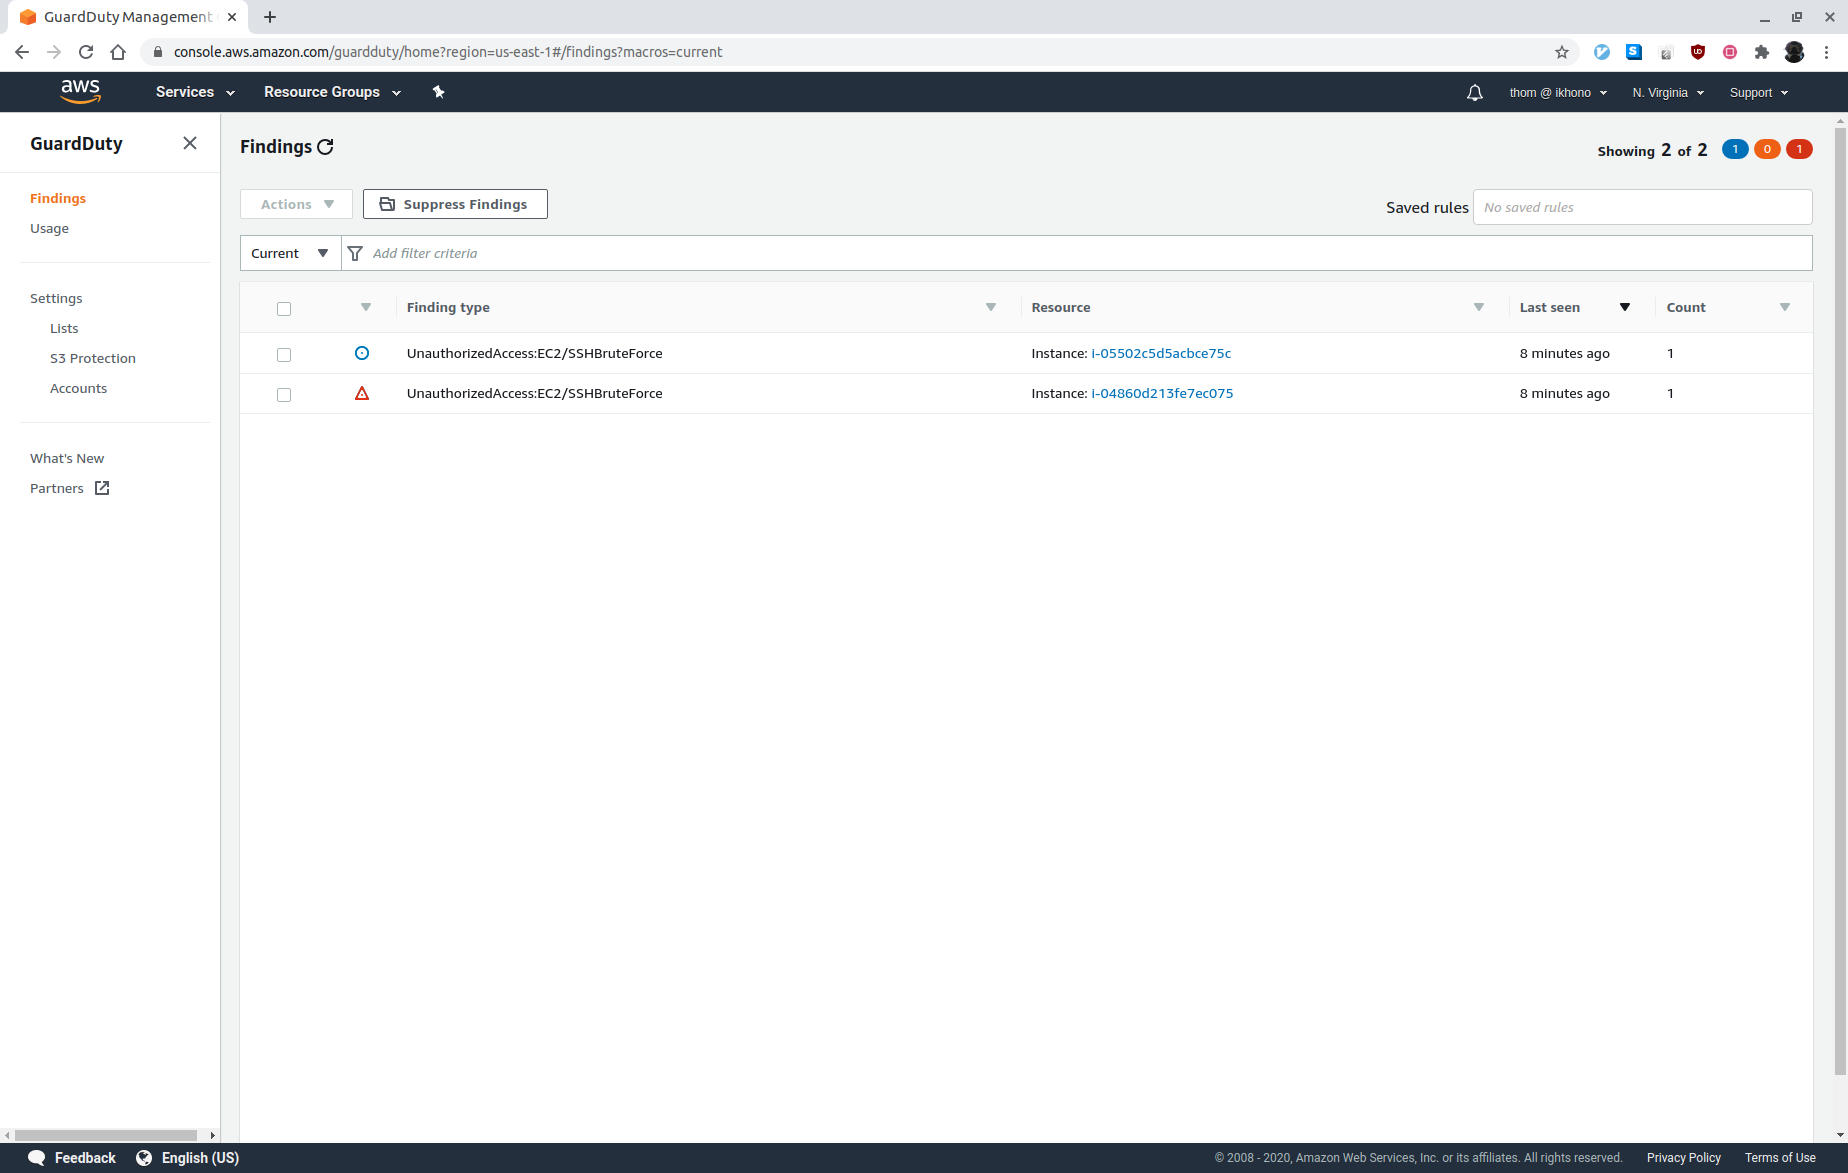 GuardDuty Management
console.aws.amazon.com/guardduty/home?region=us-east-1#/findings?macros=current
aws Services Resource Groups thom @ ikhono N. Virginia Support
GuardDuty
Findings
Usage
Settings
Lists
S3 Protection
Accounts
What's New
Partners
Findings
Showing 2 of 2 1 0 1
Actions Suppress Findings Saved rules No saved rules
Current Add filter criteria
Finding type Resource Last seen Count
UnauthorizedAccess:EC2/SSHBruteForce Instance: i-05502c5d5acbce75c 8 minutes ago 1
UnauthorizedAccess:EC2/SSHBruteForce Instance: i-04860d213fe7ec075 8 minutes ago 1
Feedback English (US) © 2008 - 2020, Amazon Web Services, Inc. or its affiliates. All rights reserved. Privacy Policy Terms of Use